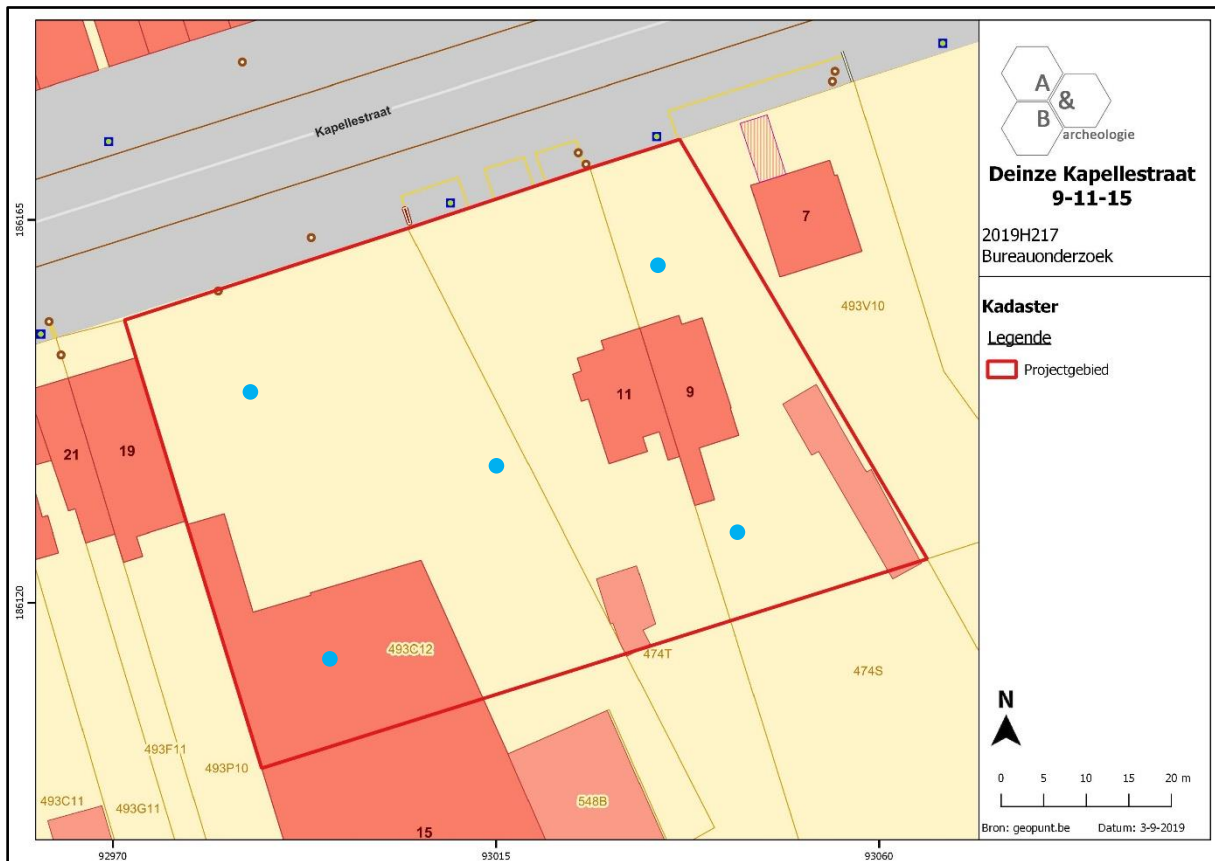 Kapellestraat
7
493V10
11
9
21
19
493C12
474T
474S
493F11
493P10
493C11
493G11
548B
15
186165
186120
92970
93015
93060
A
&
B
archeologie
Deinze Kapellestraat
9-11-15
2019H217
Bureauonderzoek
Kadaster
Legende
Projectgebied
N
0 5 10 15 20 m
Bron: geopunt.be Datum: 3-9-2019